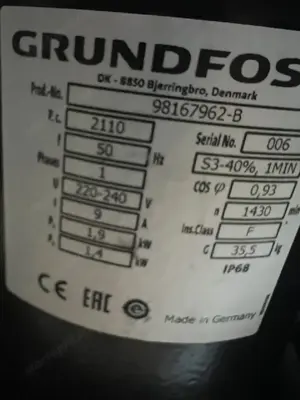 GRUNDFOS
DK - 8850 Bjerringbro, Denmark
Prod.-No. 98167962-B
P.c. 2110 Serial No. 006
f 50 Hz S3-40%, 1MIN
Phases 1 COS φ 0,93
U 220-240 V n 1430 min
I 9 A Ins.Class F
P₁ 1,9 kW G 35,5 kg
P₂ 1,4 kW IP68
CE EAC Made in Germany